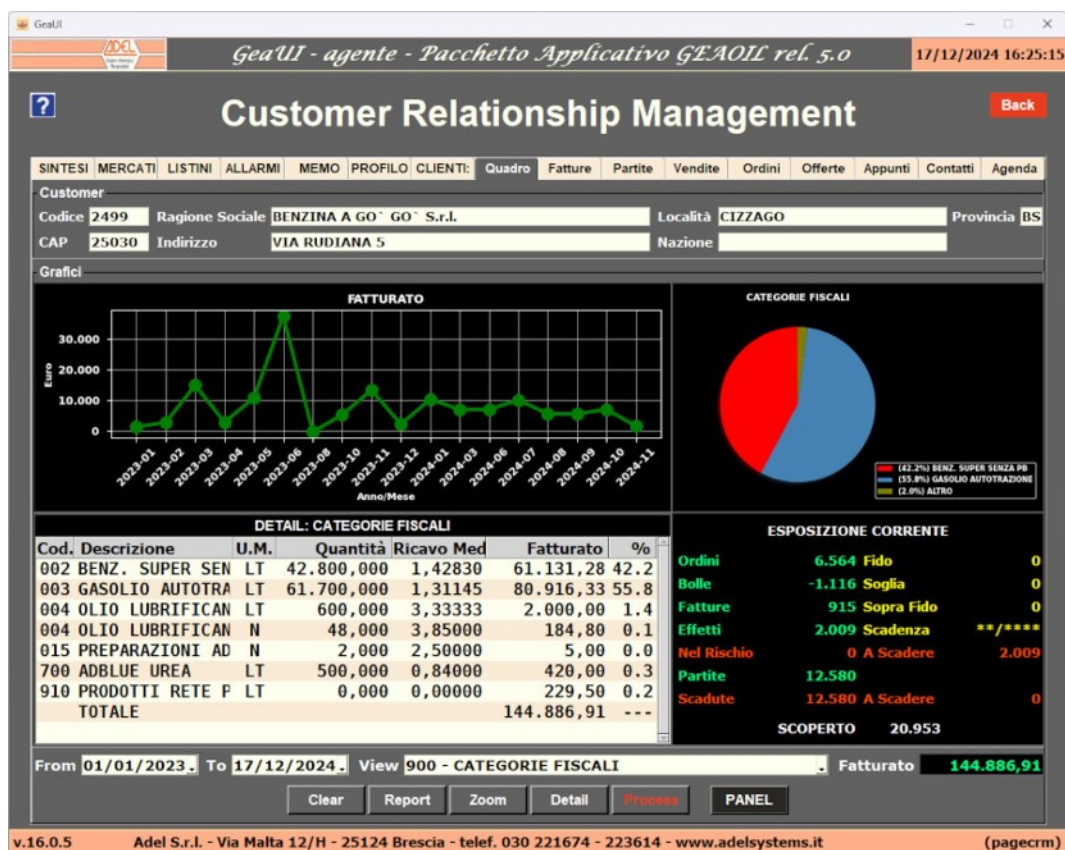 GeaUI
ADEL
GeaUI - agente - Pacchetto Applicativo GEAOIL rel. 5.0
17/12/2024 16:25:15
?
Customer Relationship Management
Back
SINTESI MERCATI LISTINI ALLARMI MEMO PROFILO CLIENTI: Quadro Fatture Partite Vendite Ordini Offerte Appunti Contatti Agenda
Customer
Codice 2499 Ragione Sociale BENZINA A GO` GO` S.r.l. Località CIZZAGO Provincia BS
CAP 25030 Indirizzo VIA RUDIANA 5 Nazione
Grafici
FATTURATO
30.000
20.000
10.000
0
Euro
2023-01 2023-02 2023-03 2023-04 2023-05 2023-06 2023-08 2023-10 2023-11 2023-12 2024-01 2024-03 2024-06 2024-07 2024-08 2024-09 2024-10 2024-11
Anno/Mese
CATEGORIE FISCALI
(42.2%) BENZ. SUPER SENZA PB
(55.8%) GASOLIO AUTOTRAZIONE
(2.0%) ALTRO
DETAIL: CATEGORIE FISCALI
Cod. Descrizione U.M. Quantità Ricavo Med Fatturato %
002 BENZ. SUPER SEN LT 42.800,000 1,42830 61.131,28 42.2
003 GASOLIO AUTOTRA LT 61.700,000 1,31145 80.916,33 55.8
004 OLIO LUBRIFICAN LT 600,000 3,33333 2.000,00 1.4
004 OLIO LUBRIFICAN N 48,000 3,85000 184,80 0.1
015 PREPARAZIONI AD N 2,000 2,50000 5,00 0.0
700 ADBLUE UREA LT 500,000 0,84000 420,00 0.3
910 PRODOTTI RETE P LT 0,000 0,00000 229,50 0.2
TOTALE 144.886,91 ---
ESPOSIZIONE CORRENTE
Ordini 6.564 Fido 0
Bolle -1.116 Soglia 0
Fatture 915 Sopra Fido 0
Effetti 2.009 Scadenza **/****
Nel Rischio 0 A Scadere 2.009
Partite 12.580
Scadute 12.580 A Scadere 0
SCOPERTO 20.953
From 01/01/2023 To 17/12/2024 View 900 - CATEGORIE FISCALI Fatturato 144.886,91
Clear Report Zoom Detail Process PANEL
v.16.0.5 Adel S.r.l. - Via Malta 12/H - 25124 Brescia - telef. 030 221674 - 223614 - www.adelsystems.it (pagecrm)